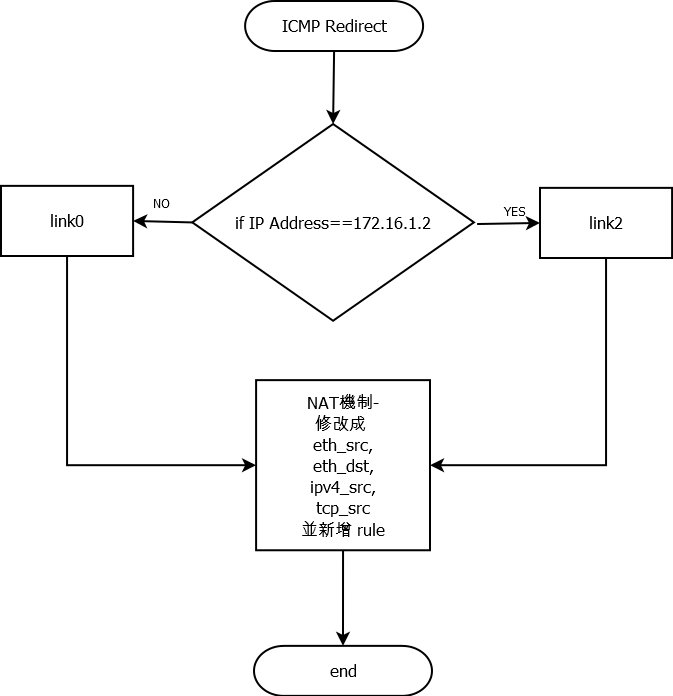 ICMP Redirect
NO
YES
link0
if IP Address==172.16.1.2
link2
NAT機制-
修改成
eth_src,
eth_dst,
ipv4_src,
tcp_src
並新增 rule
end